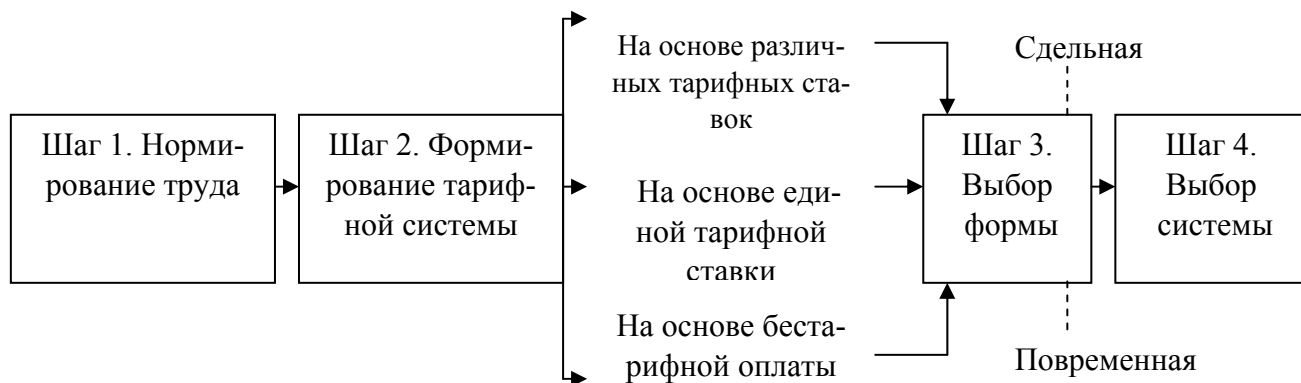 Шаг 1. Норми-
рование труда
Шаг 2. Форми-
рование тариф-
ной системы
На основе различ-
ных тарифных ста-
вок
На основе еди-
ной тарифной
ставки
На основе беста-
рифной оплаты
Сдельная
Шаг 3.
Выбор
формы
Повременная
Шаг 4.
Выбор
системы